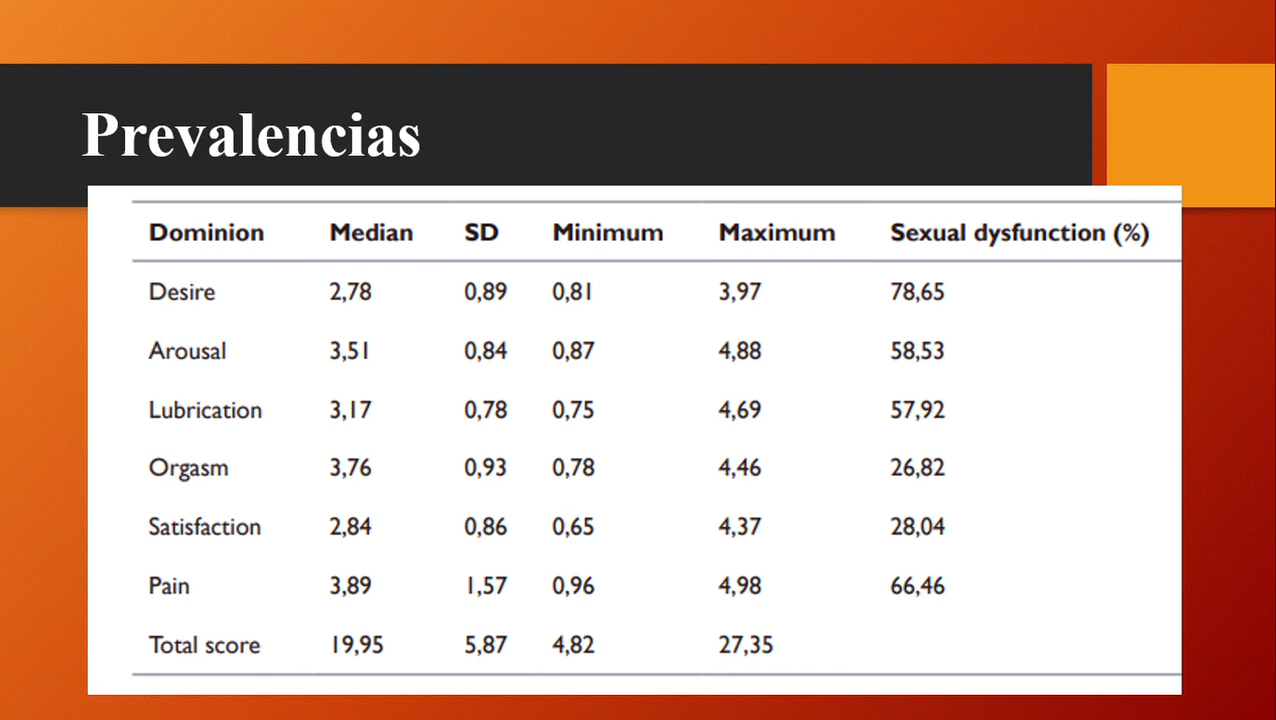 Prevalencias
Dominion Median SD Minimum Maximum Sexual dysfunction (%)
Desire 2,78 0,89 0,81 3,97 78,65
Arousal 3,51 0,84 0,87 4,88 58,53
Lubrication 3,17 0,78 0,75 4,69 57,92
Orgasm 3,76 0,93 0,78 4,46 26,82
Satisfaction 2,84 0,86 0,65 4,37 28,04
Pain 3,89 1,57 0,96 4,98 66,46
Total score 19,95 5,87 4,82 27,35